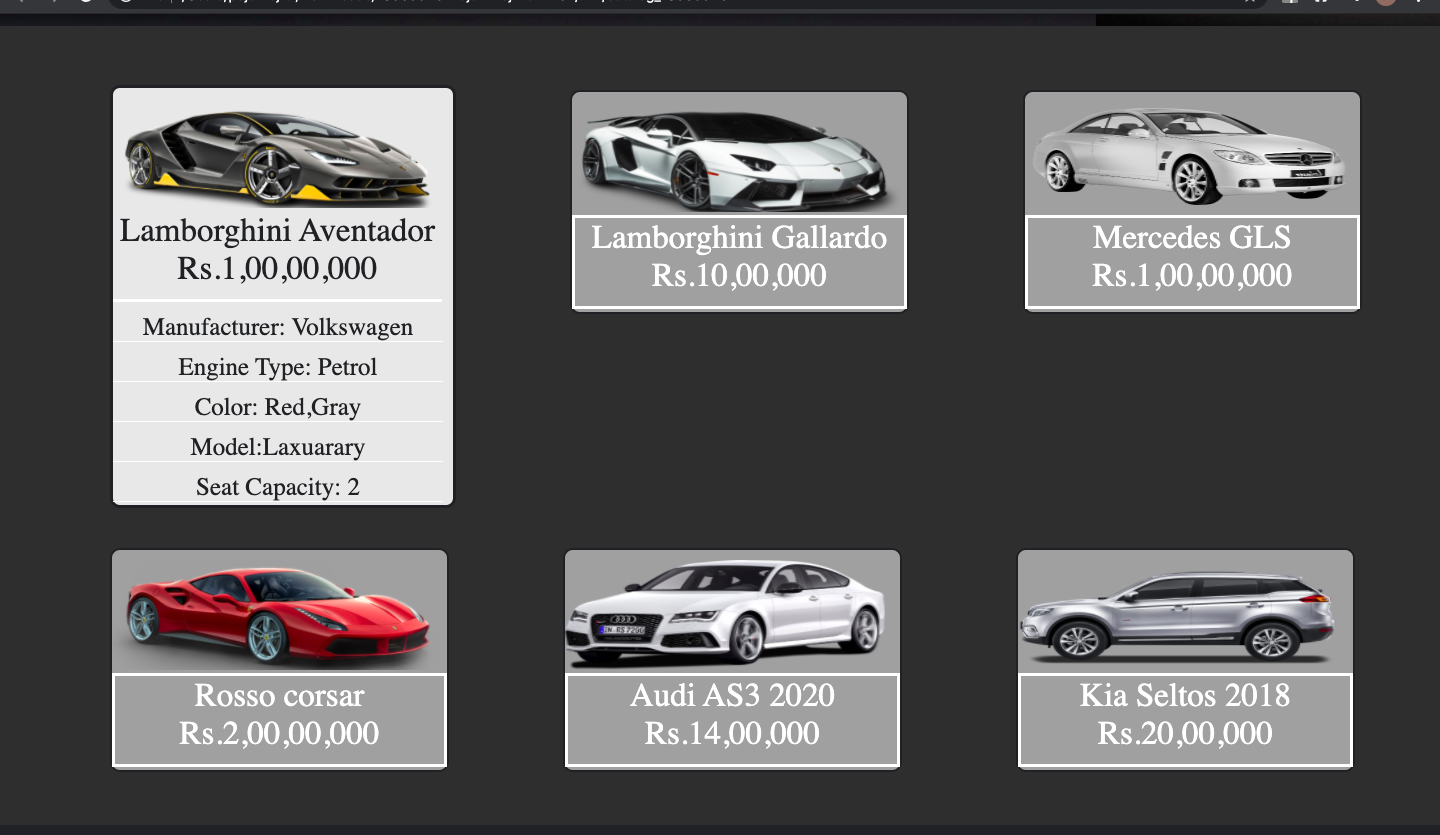 Lamborghini Aventador
Rs.1,00,00,000
Manufacturer: Volkswagen
Engine Type: Petrol
Color: Red,Gray
Model:Laxuarary
Seat Capacity: 2
Lamborghini Gallardo
Rs.10,00,000
Mercedes GLS
Rs.1,00,00,000
Rosso corsar
Rs.2,00,00,000
Audi AS3 2020
Rs.14,00,000
Kia Seltos 2018
Rs.20,00,000